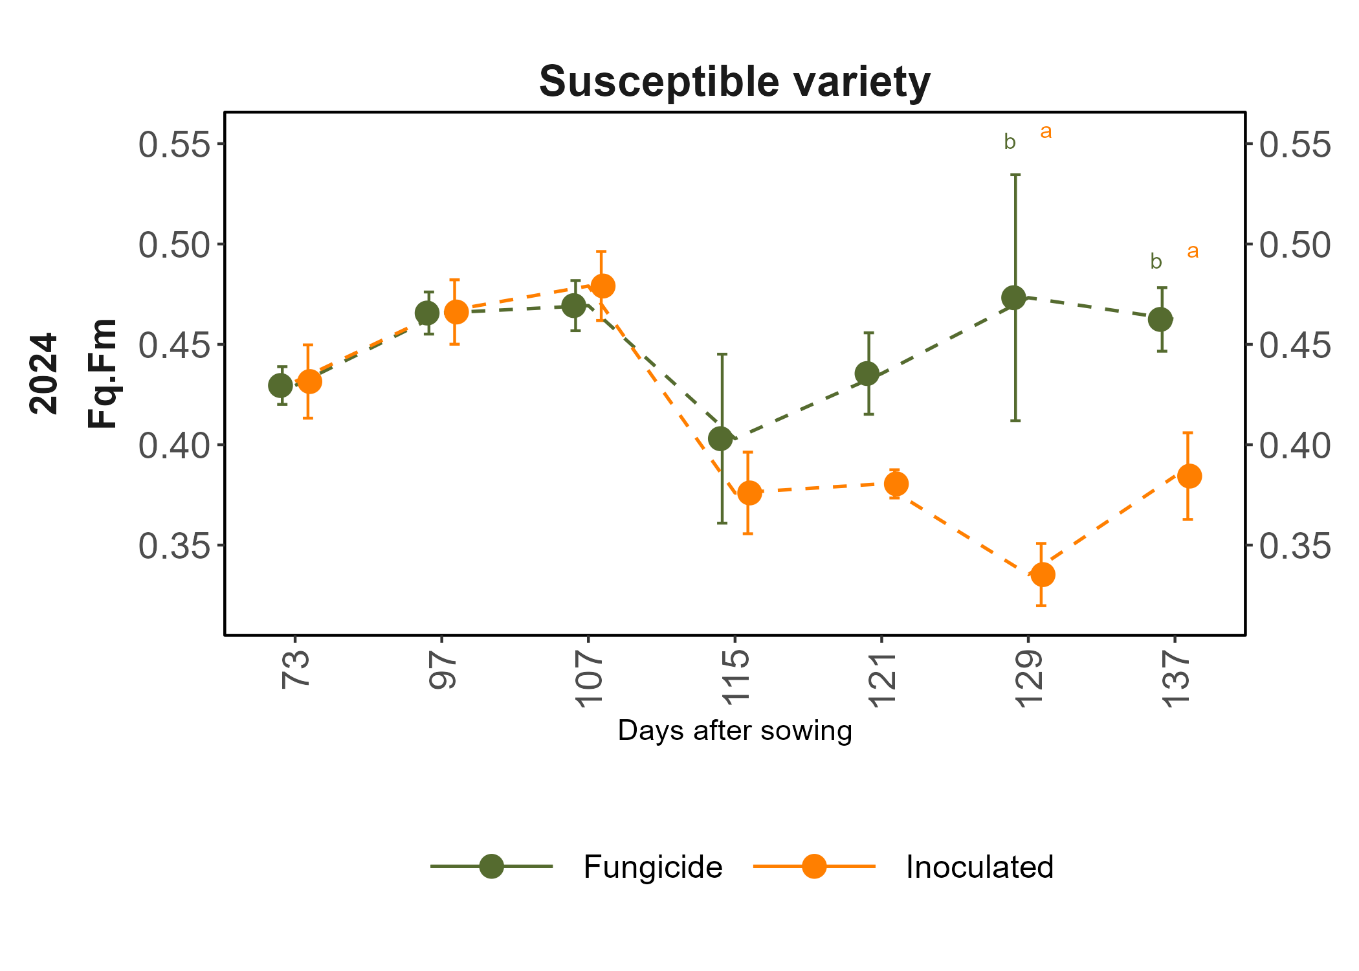 Susceptible variety
2024
Fq.Fm
0.55
0.50
0.45
0.40
0.35
b a
b a
0.55
0.50
0.45
0.40
0.35
73 97 107 115 121 129 137
Days after sowing
Fungicide Inoculated